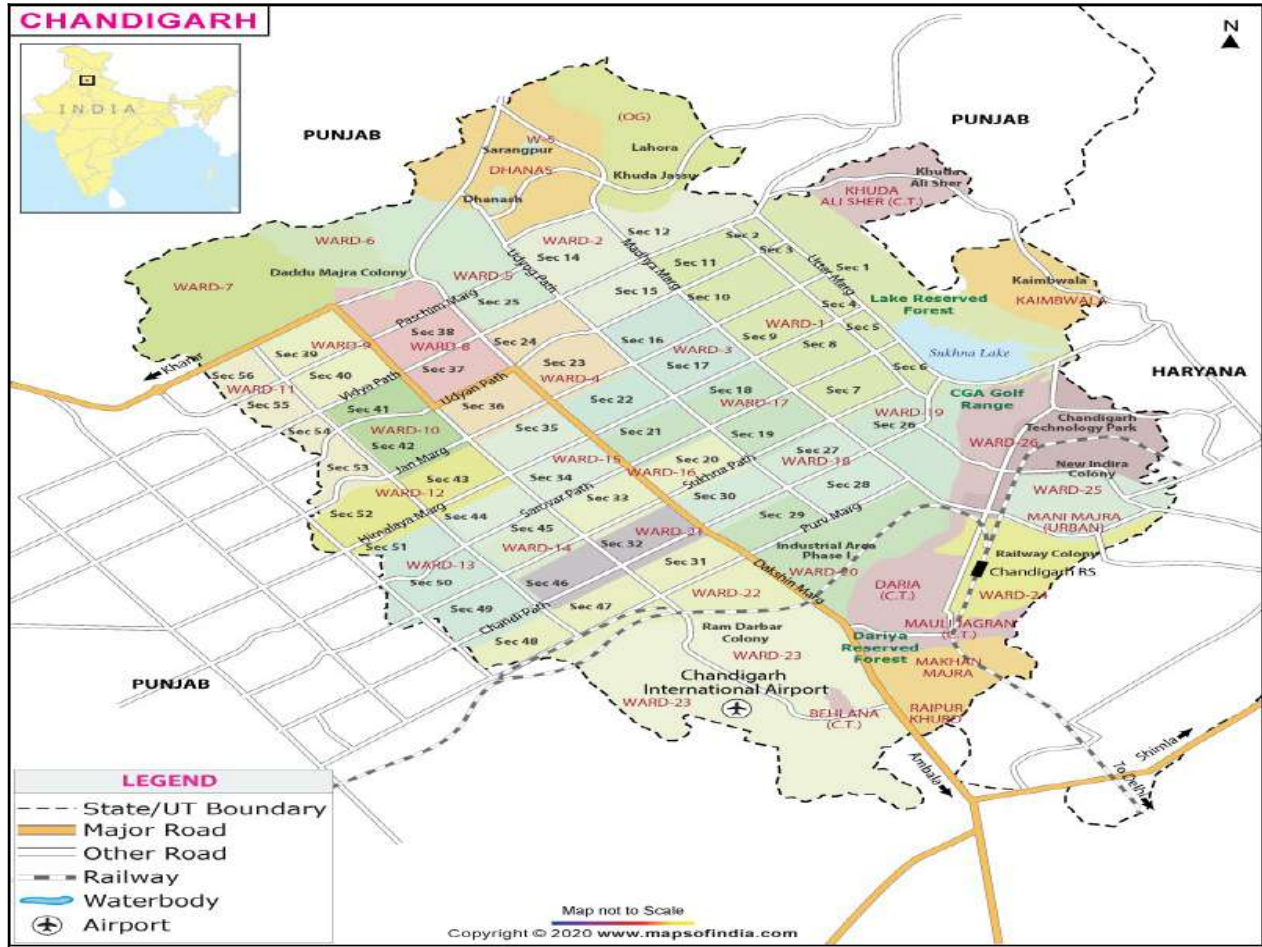 CHANDIGARH
INDIA
N
PUNJAB
PUNJAB
(OG)
W-5
Sarangpur
Lahora
DHANAS
Khuda Jassu
Khuda
Ali Sher
KHUDA
ALI SHER (C.T.)
Dhanash
WARD-6
WARD-2
Sec 12
Sec 2
Sec 3
Madhya Marg
Sec 14
Sec 11
Uttar Marg
Sec 1
Daddu Majra Colony
WARD-5
Udyog Path
Kaimbwala
KAIMBWALA
WARD-7
Sec 25
Sec 15
Sec 10
Sec 4
Lake Reserved
Forest
Paschim Marg
Sec 38
Sec 24
Sec 16
WARD-1
Sec 5
WARD-9
WARD-8
WARD-3
Sec 9
Sec 8
Sukhna Lake
Sec 39
Sec 23
Sec 17
Sec 6
Kharar
Sec 56
Sec 40
Sec 37
WARD-4
HARYANA
WARD-11
Vidya Path
Udyan Path
Sec 18
Sec 7
CGA Golf
Range
Sec 55
Sec 41
Sec 36
Sec 22
WARD-17
WARD-19
Chandigarh
Technology Park
Sec 54
WARD-10
Sec 35
Sec 21
Sec 19
Sec 26
WARD-26
Sec 42
Sec 53
Jan Marg
WARD-15
Sec 20
Sec 27
WARD-16
Sukhna Path
WARD-18
New Indira
Colony
Sec 43
Sec 34
Sec 28
WARD-25
WARD-12
Sarovar Path
Sec 33
Sec 30
Sec 52
Himalaya Marg
Sec 44
Sec 29
Purv Marg
MANI MAJRA
(URBAN)
Sec 45
WARD-21
Sec 51
WARD-14
Sec 32
Industrial Area
Phase I
Railway Colony
WARD-13
Sec 31
Dakshin Marg
WARD-20
Chandigarh RS
Sec 50
Sec 46
DARIA
(C.T.)
WARD-24
WARD-22
Sec 49
Chandi Path
Sec 47
MAULI JAGRAN
(C.T.)
Sec 48
Ram Darbar
Colony
Dariya
Reserved
Forest
WARD-23
MAKHAN
MAJRA
PUNJAB
Chandigarh
International Airport
WARD-23
BEHLANA
(C.T.)
RAIPUR
KHURD
Ambala
Shimla
To Delhi
LEGEND
State/UT Boundary
Major Road
Other Road
Railway
Waterbody
Airport
Map not to Scale
Copyright © 2020 www.mapsofindia.com